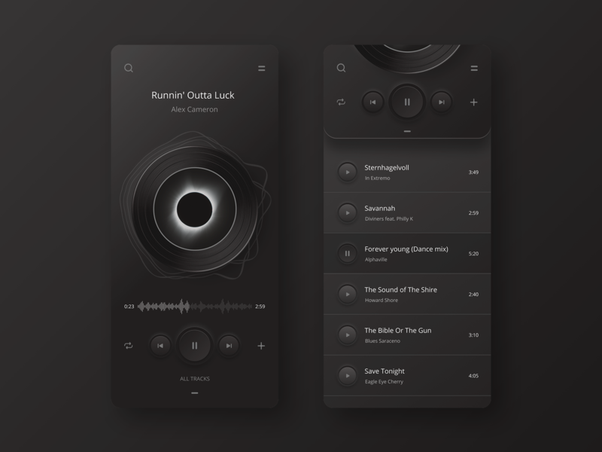 Runnin' Outta Luck
Alex Cameron
0:23
2:59
ALL TRACKS
Sternhagelvoll
In Extremo
3:49
Savannah
Diviners feat. Philly K
2:59
Forever young (Dance mix)
Alphaville
5:20
The Sound of The Shire
Howard Shore
2:40
The Bible Or The Gun
Blues Saraceno
3:10
Save Tonight
Eagle Eye Cherry
4:05